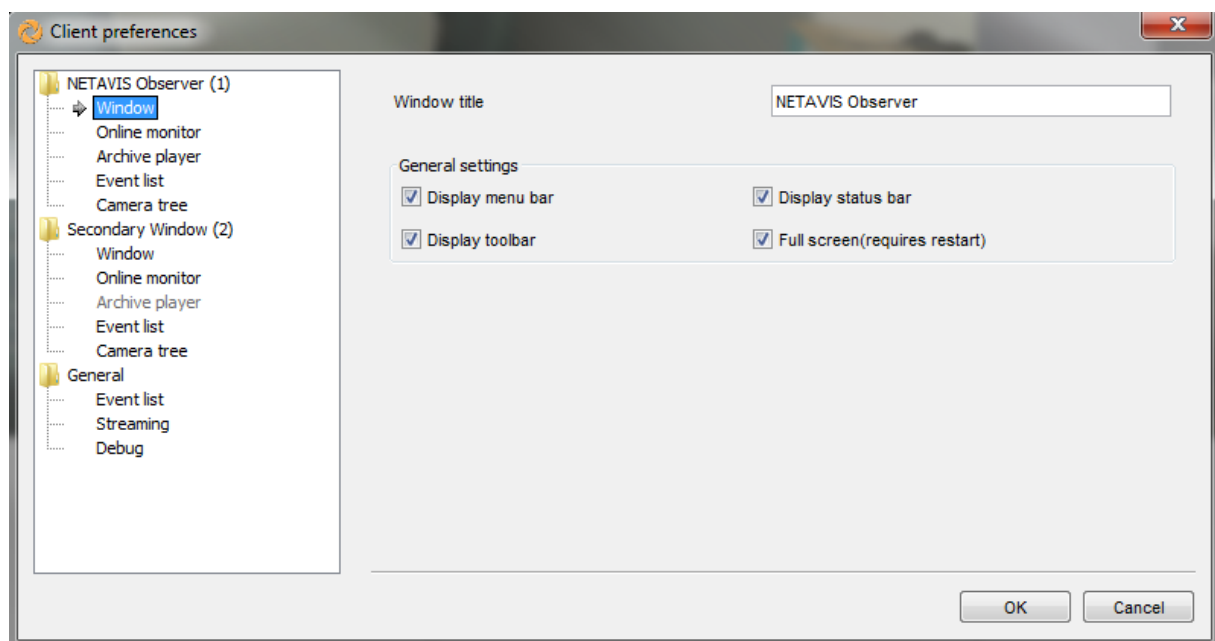 Client preferences
NETAVIS Observer (1)
Window
Online monitor
Archive player
Event list
Camera tree
Secondary Window (2)
Window
Online monitor
Archive player
Event list
Camera tree
General
Event list
Streaming
Debug
Window title NETAVIS Observer
General settings
Display menu bar Display status bar
Display toolbar Full screen(requires restart)
OK Cancel